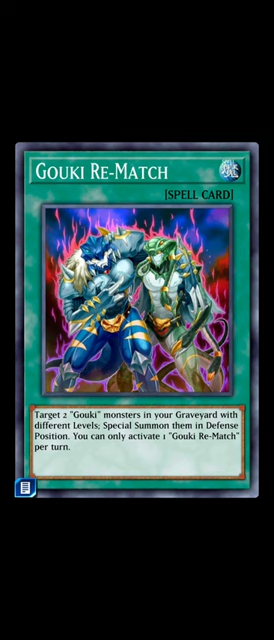 Gouki Re-Match
[Spell Card]
Target 2 "Gouki" monsters in your Graveyard with
different Levels; Special Summon them in Defense
Position. You can only activate 1 "Gouki Re-Match"
per turn.